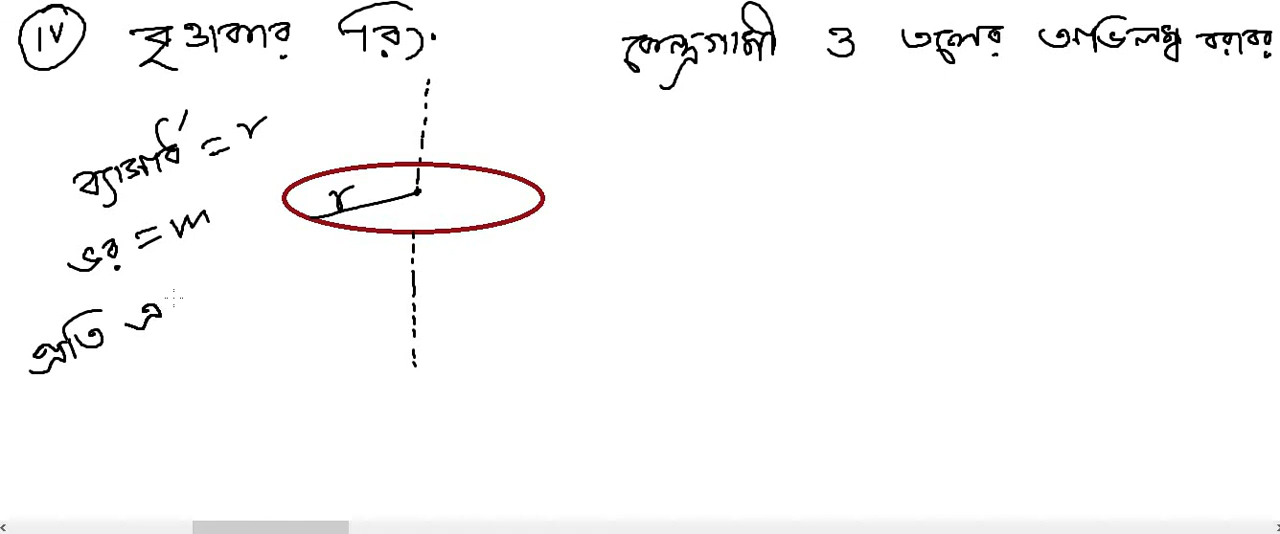 (iv) বৃত্তাকার রিং কেন্দ্রগামী ও তলের অভিলম্ব বরাবর
ব্যাসার্ধ = r
r
ভর = m
প্রতি এ